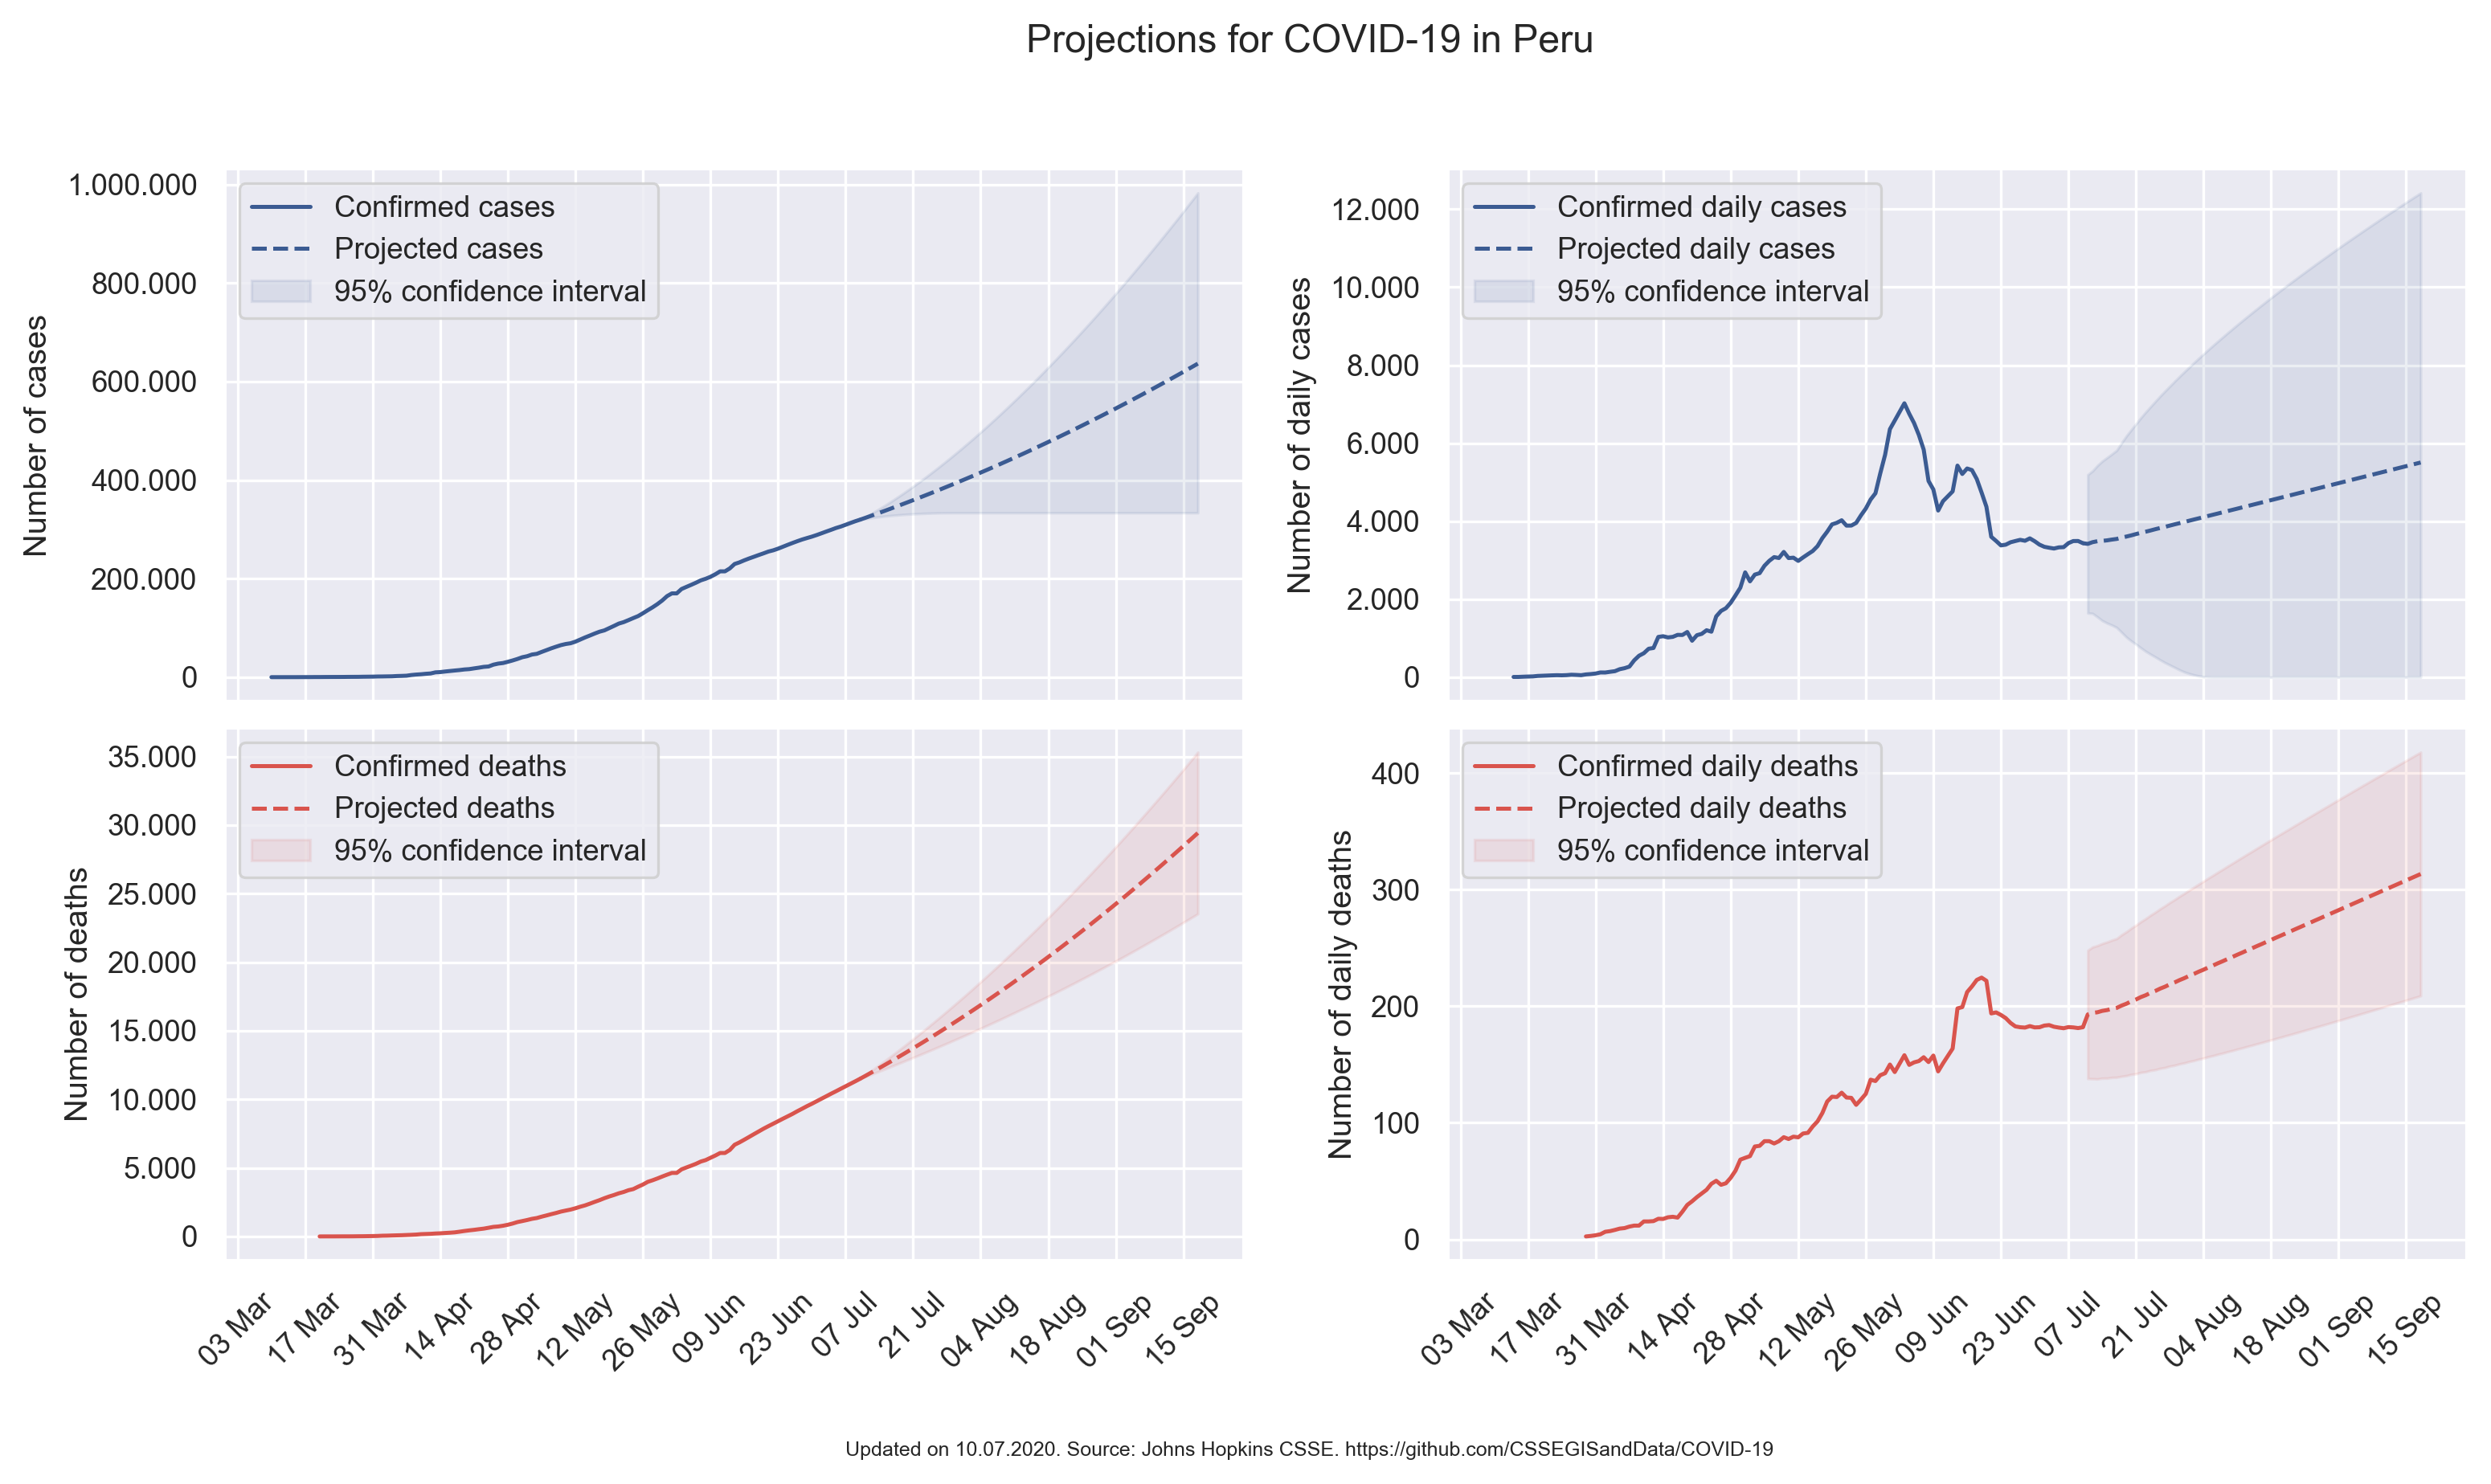 Projections for COVID-19 in Peru
Number of cases
1.000.000
800.000
600.000
400.000
200.000
0
Confirmed cases
Projected cases
95% confidence interval
Number of daily cases
12.000
10.000
8.000
6.000
4.000
2.000
0
Confirmed daily cases
Projected daily cases
95% confidence interval
Number of deaths
35.000
30.000
25.000
20.000
15.000
10.000
5.000
0
Confirmed deaths
Projected deaths
95% confidence interval
03 Mar
17 Mar
31 Mar
14 Apr
28 Apr
12 May
26 May
09 Jun
23 Jun
07 Jul
21 Jul
04 Aug
18 Aug
01 Sep
15 Sep
Number of daily deaths
400
300
200
100
0
Confirmed daily deaths
Projected daily deaths
95% confidence interval
03 Mar
17 Mar
31 Mar
14 Apr
28 Apr
12 May
26 May
09 Jun
23 Jun
07 Jul
21 Jul
04 Aug
18 Aug
01 Sep
15 Sep
Updated on 10.07.2020. Source: Johns Hopkins CSSE. https://github.com/CSSEGISandData/COVID-19